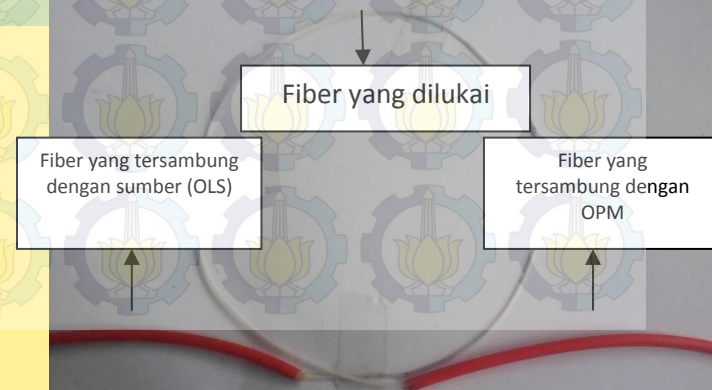 Fiber yang dilukai
Fiber yang tersambung
dengan sumber (OLS)
Fiber yang
tersambung dengan
OPM